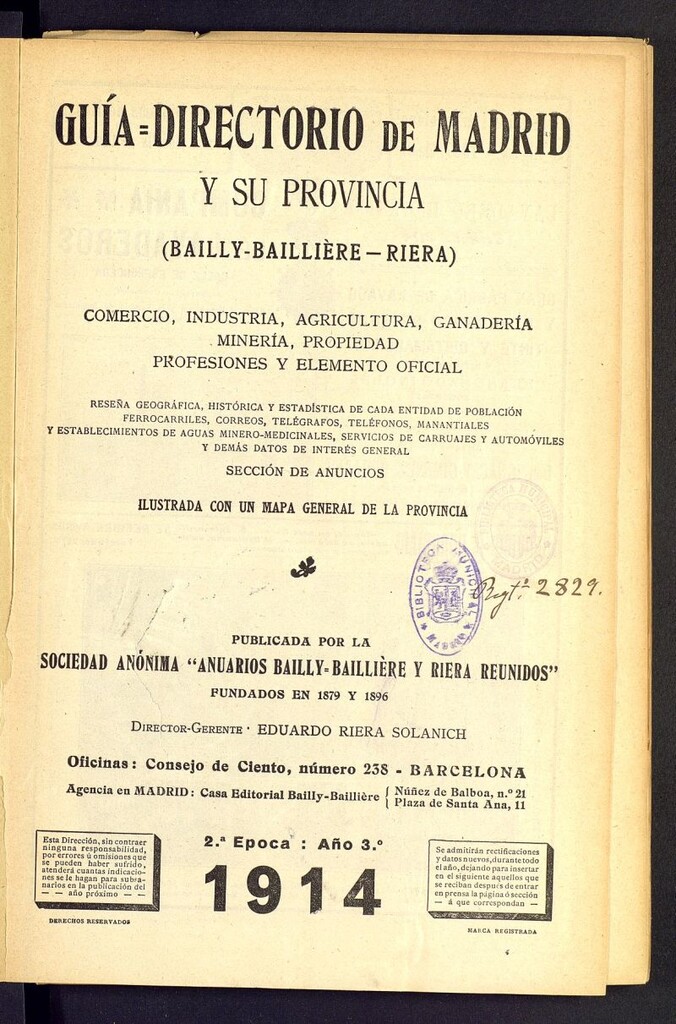 GUÍA=DIRECTORIO DE MADRID
Y SU PROVINCIA
(BAILLY-BAILLIÈRE — RIERA)
COMERCIO, INDUSTRIA, AGRICULTURA, GANADERÍA
MINERÍA, PROPIEDAD
PROFESIONES Y ELEMENTO OFICIAL
RESEÑA GEOGRÁFICA, HISTÓRICA Y ESTADÍSTICA DE CADA ENTIDAD DE POBLACIÓN
FERROCARRILES, CORREOS, TELÉGRAFOS, TELÉFONOS, MANANTIALES
Y ESTABLECIMIENTOS DE AGUAS MINERO-MEDICINALES, SERVICIOS DE CARRUAJES Y AUTOMÓVILES
Y DEMÁS DATOS DE INTERÉS GENERAL
SECCIÓN DE ANUNCIOS
ILUSTRADA CON UN MAPA GENERAL DE LA PROVINCIA
BIBLIOTECA MUNICIPAL
MADRID
Regt.º 2829.
PUBLICADA POR LA
SOCIEDAD ANÓNIMA "ANUARIOS BAILLY=BAILLIÈRE Y RIERA REUNIDOS"
FUNDADOS EN 1879 Y 1896
DIRECTOR-GERENTE · EDUARDO RIERA SOLANICH
Oficinas: Consejo de Ciento, número 238 - BARCELONA
Agencia en MADRID: Casa Editorial Bailly-Baillière { Núñez de Balboa, n.º 21
Plaza de Santa Ana, 11
Esta Dirección, sin contraer
ninguna responsabilidad,
por errores ú omisiones que
se pueden haber sufrido,
atenderá cuantas indicacio-
nes se le hagan para subsa-
narlos en la publicación del
— — año próximo — —
DERECHOS RESERVADOS
2.ª Epoca : Año 3.º
1914
Se admitirán rectificaciones
y datos nuevos, durante todo
el año, dejando para insertar
en el siguiente aquellos que
se reciban después de entrar
en prensa la página ó sección
— á que correspondan —
MARCA REGISTRADA